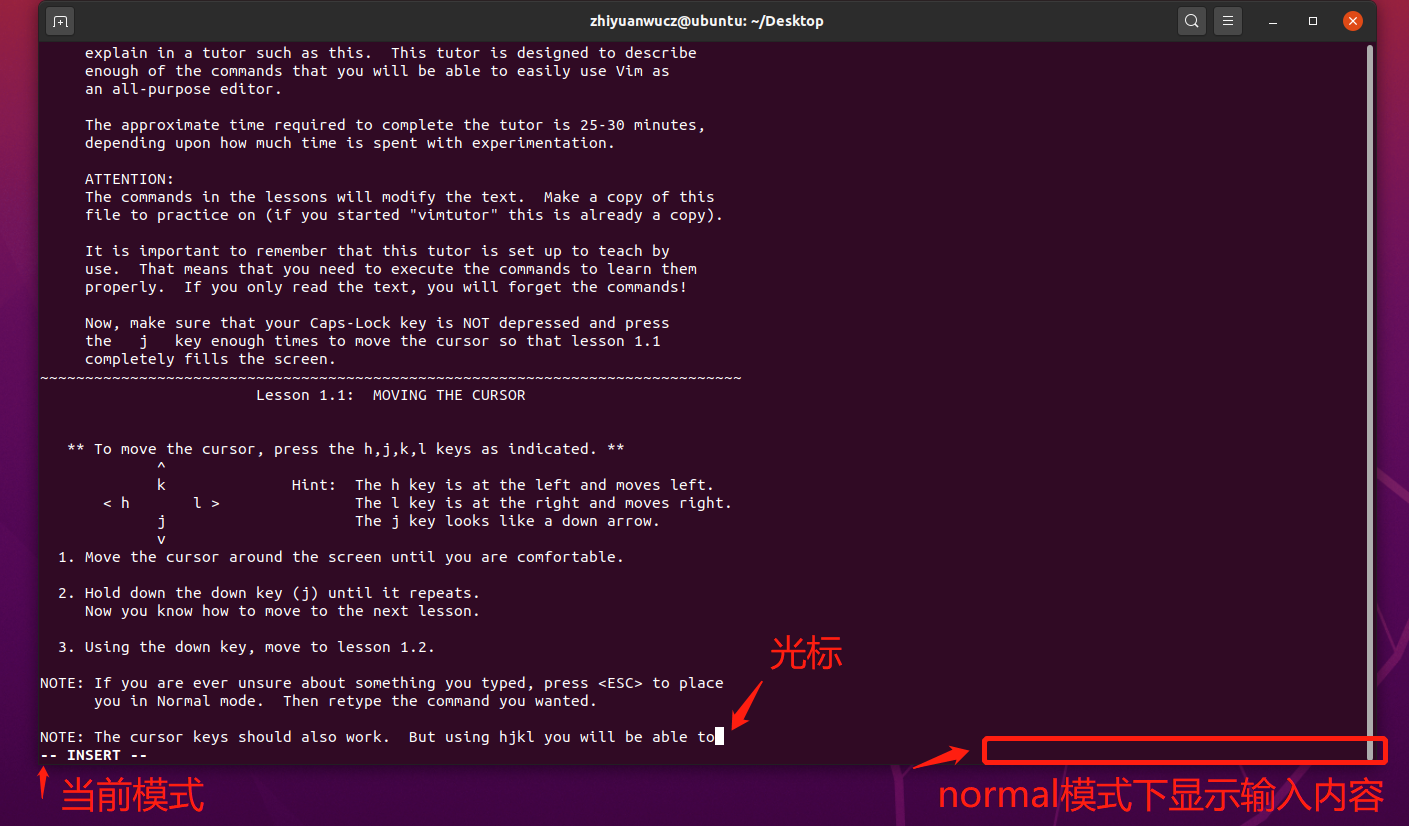 zhiyuanwucz@ubuntu: ~/Desktop
explain in a tutor such as this.  This tutor is designed to describe
enough of the commands that you will be able to easily use Vim as
an all-purpose editor.
The approximate time required to complete the tutor is 25-30 minutes,
depending upon how much time is spent with experimentation.
ATTENTION:
The commands in the lessons will modify the text.  Make a copy of this
file to practice on (if you started "vimtutor" this is already a copy).
It is important to remember that this tutor is set up to teach by
use.  That means that you need to execute the commands to learn them
properly.  If you only read the text, you will forget the commands!
Now, make sure that your Caps-Lock key is NOT depressed and press
the   j   key enough times to move the cursor so that lesson 1.1
completely fills the screen.
~~~~~~~~~~~~~~~~~~~~~~~~~~~~~~~~~~~~~~~~~~~~~~~~~~~~~~~~~~~~~~~~~~~~~~~~~~~~~~
Lesson 1.1:  MOVING THE CURSOR
** To move the cursor, press the h,j,k,l keys as indicated. **
^
k              Hint:  The h key is at the left and moves left.
< h       l >               The l key is at the right and moves right.
j                     The j key looks like a down arrow.
v
1. Move the cursor around the screen until you are comfortable.
2. Hold down the down key (j) until it repeats.
Now you know how to move to the next lesson.
3. Using the down key, move to lesson 1.2.
光标
NOTE: If you are ever unsure about something you typed, press <ESC> to place
you in Normal mode.  Then retype the command you wanted.
NOTE: The cursor keys should also work.  But using hjkl you will be able to
-- INSERT --
当前模式
normal模式下显示输入内容